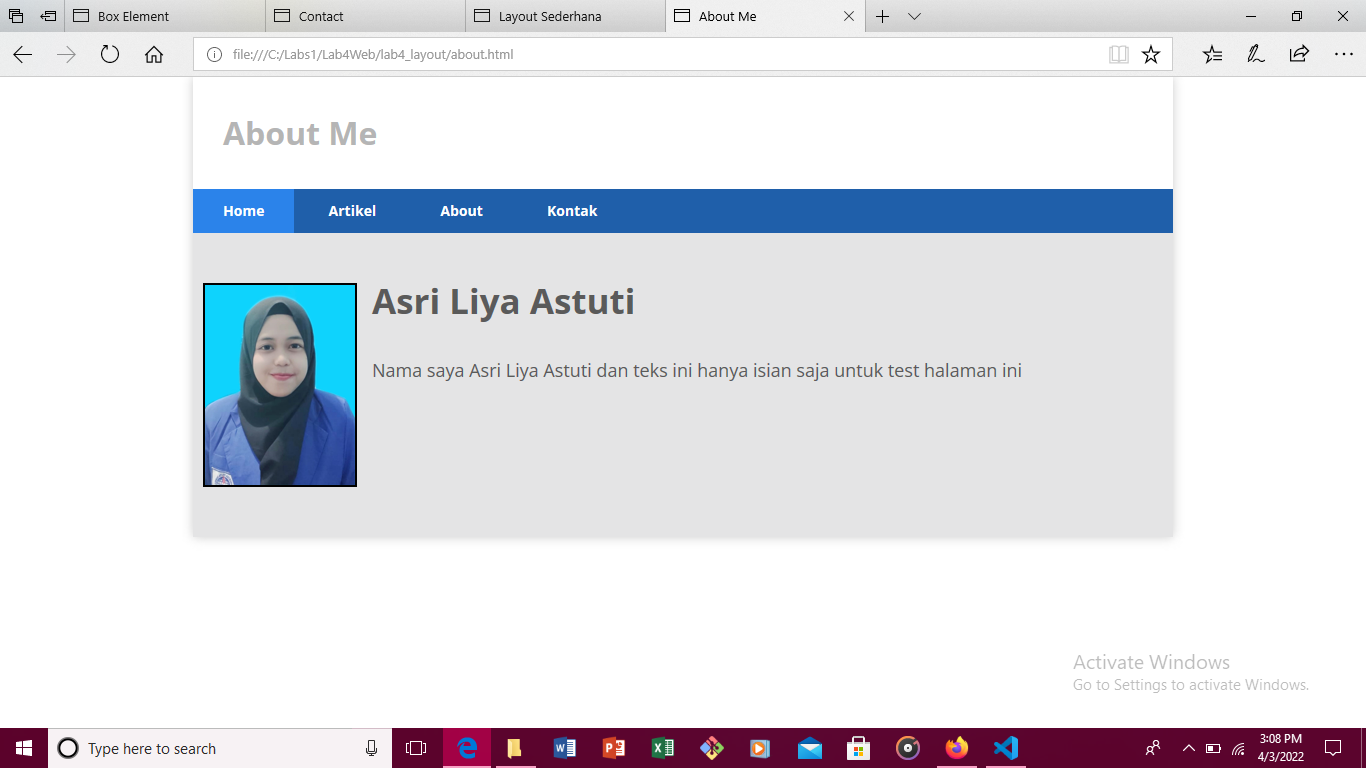 Box Element
Contact
Layout Sederhana
About Me
file:///C:/Labs1/Lab4Web/lab4_layout/about.html
About Me
Home Artikel About Kontak
Asri Liya Astuti
Nama saya Asri Liya Astuti dan teks ini hanya isian saja untuk test halaman ini
Activate Windows
Go to Settings to activate Windows.
Type here to search
3:08 PM
4/3/2022